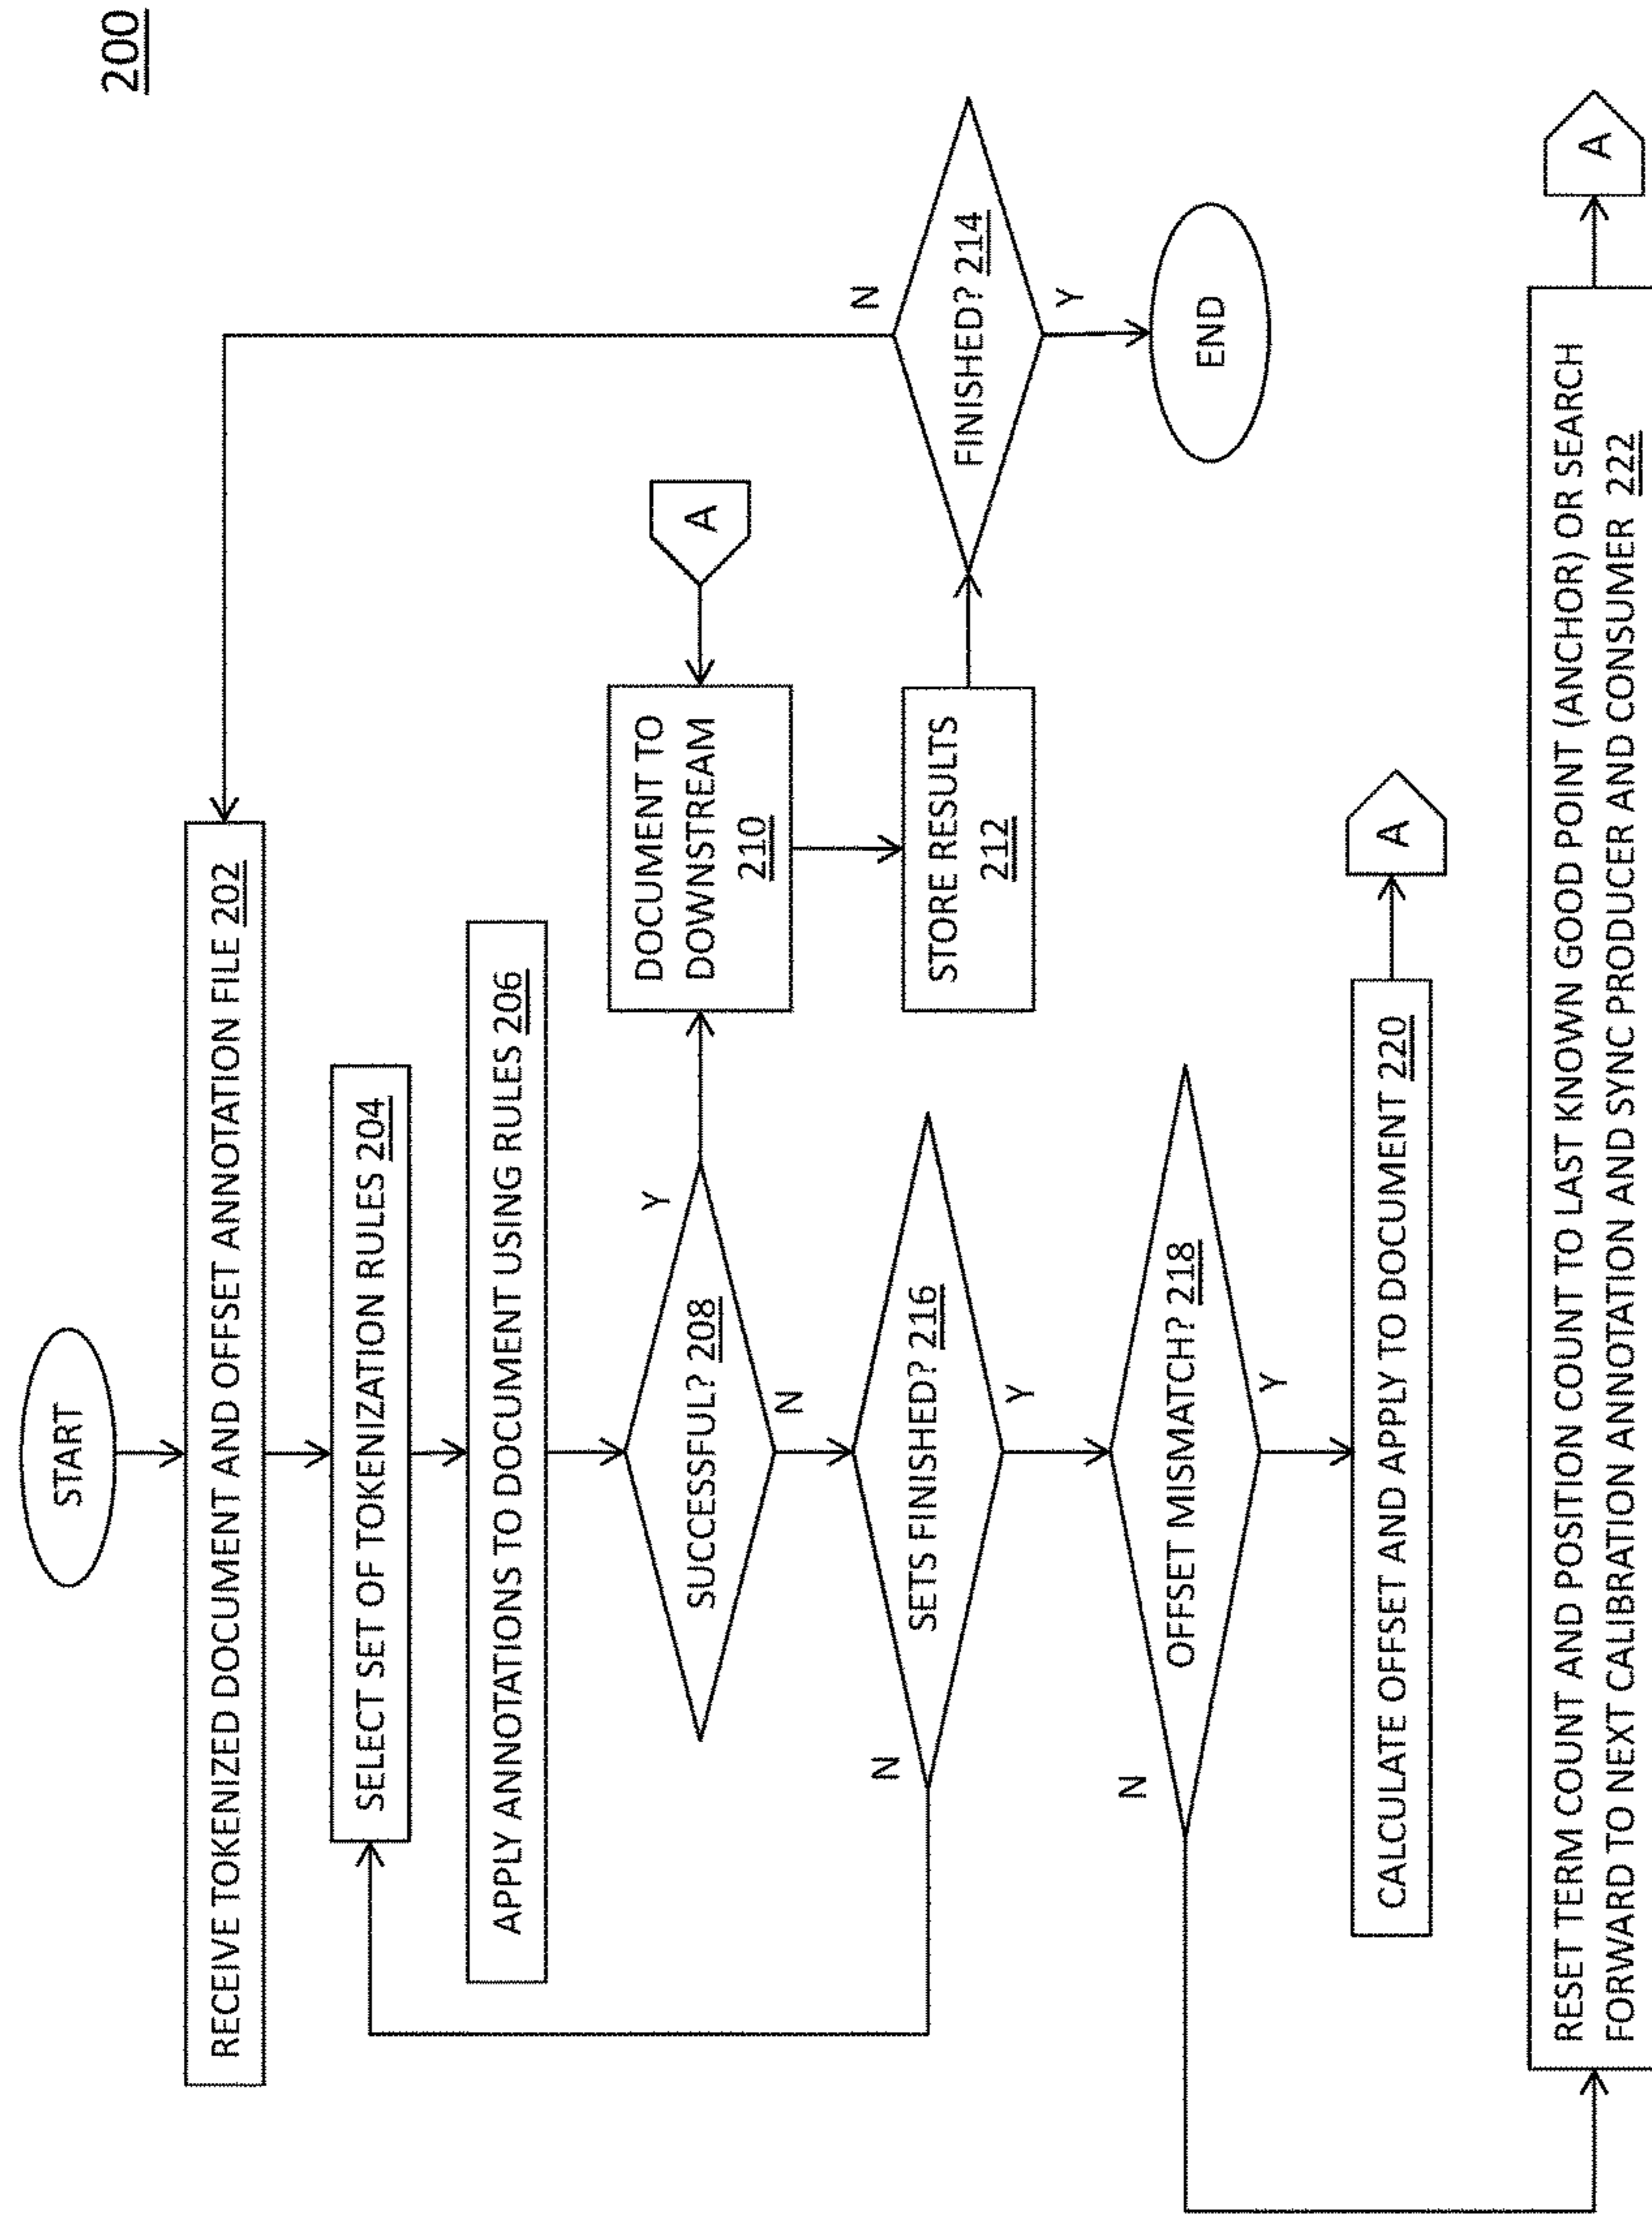 200
START
RECEIVE TOKENIZED DOCUMENT AND OFFSET ANNOTATION FILE 202
SELECT SET OF TOKENIZATION RULES 204
APPLY ANNOTATIONS TO DOCUMENT USING RULES 206
SUCCESSFUL? 208
Y
N
DOCUMENT TO
DOWNSTREAM
210
A
STORE RESULTS
212
FINISHED? 214
N
Y
END
SETS FINISHED? 216
N
Y
OFFSET MISMATCH? 218
N
Y
CALCULATE OFFSET AND APPLY TO DOCUMENT 220
A
RESET TERM COUNT AND POSITION COUNT TO LAST KNOWN GOOD POINT (ANCHOR) OR SEARCH
FORWARD TO NEXT CALIBRATION ANNOTATION AND SYNC PRODUCER AND CONSUMER 222
A